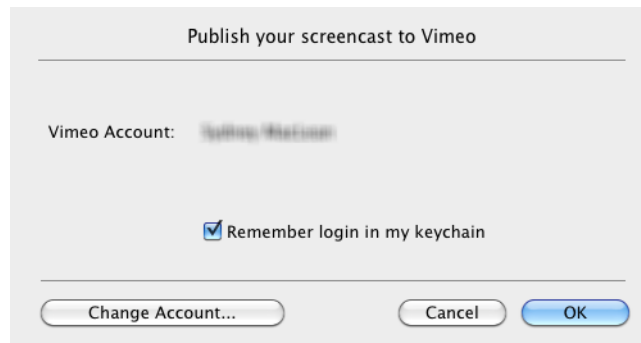 Publish your screencast to Vimeo
Vimeo Account:
Remember login in my keychain
Change Account... Cancel OK